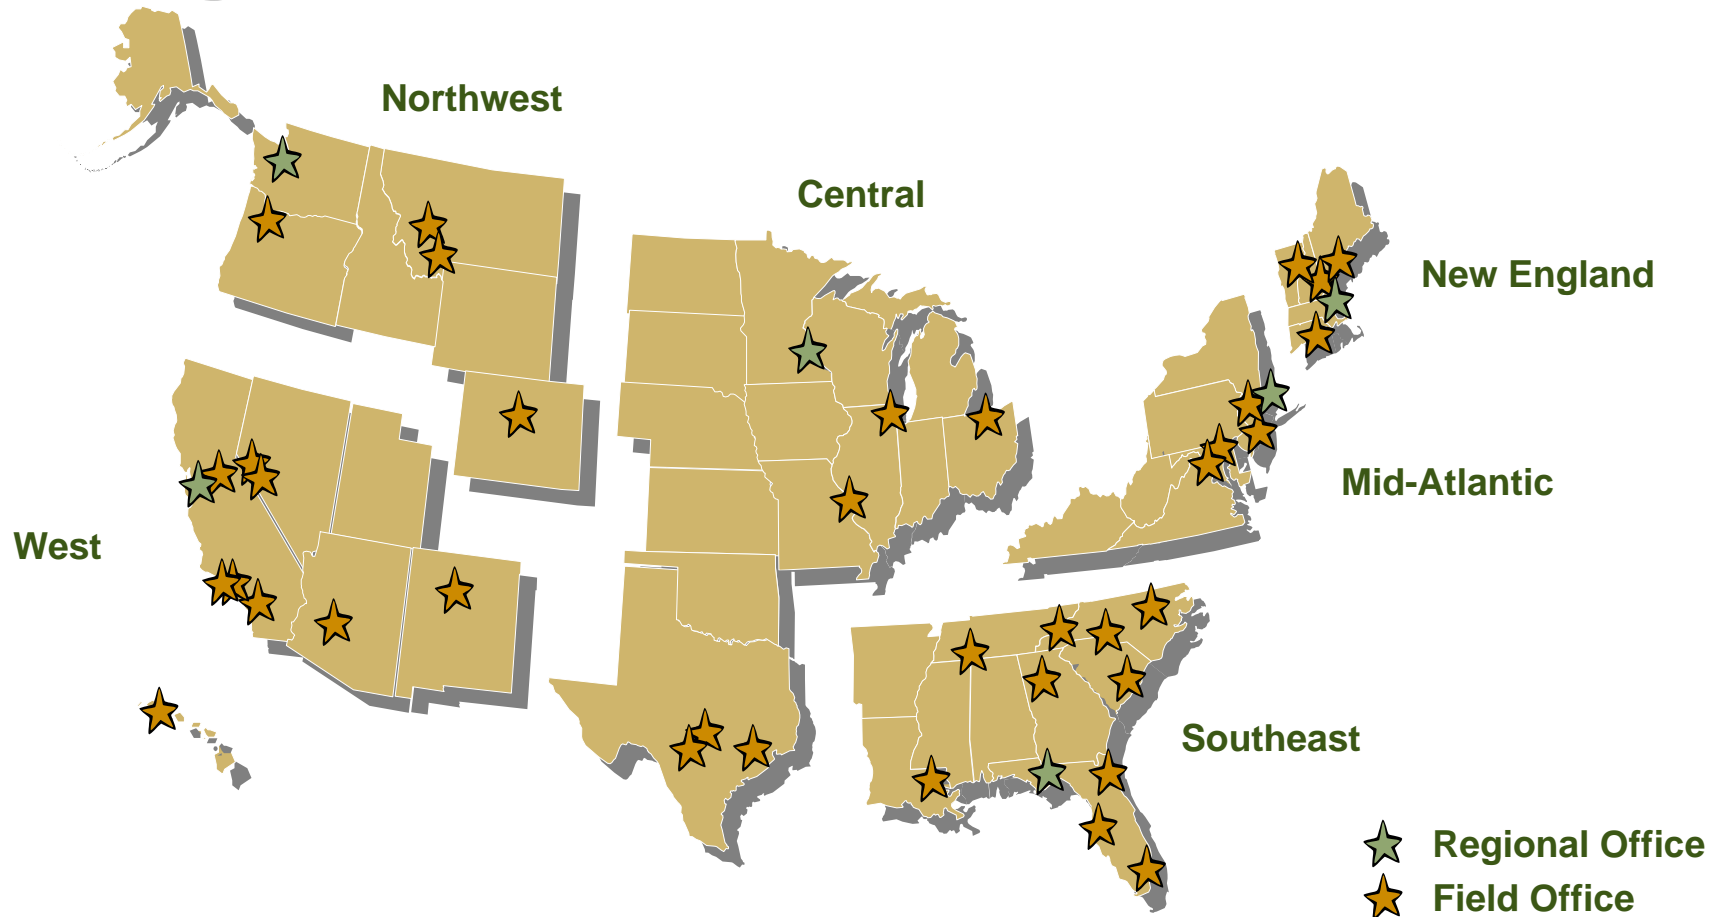 Northwest
Central
New England
Mid-Atlantic
West
Southeast
Regional Office
Field Office